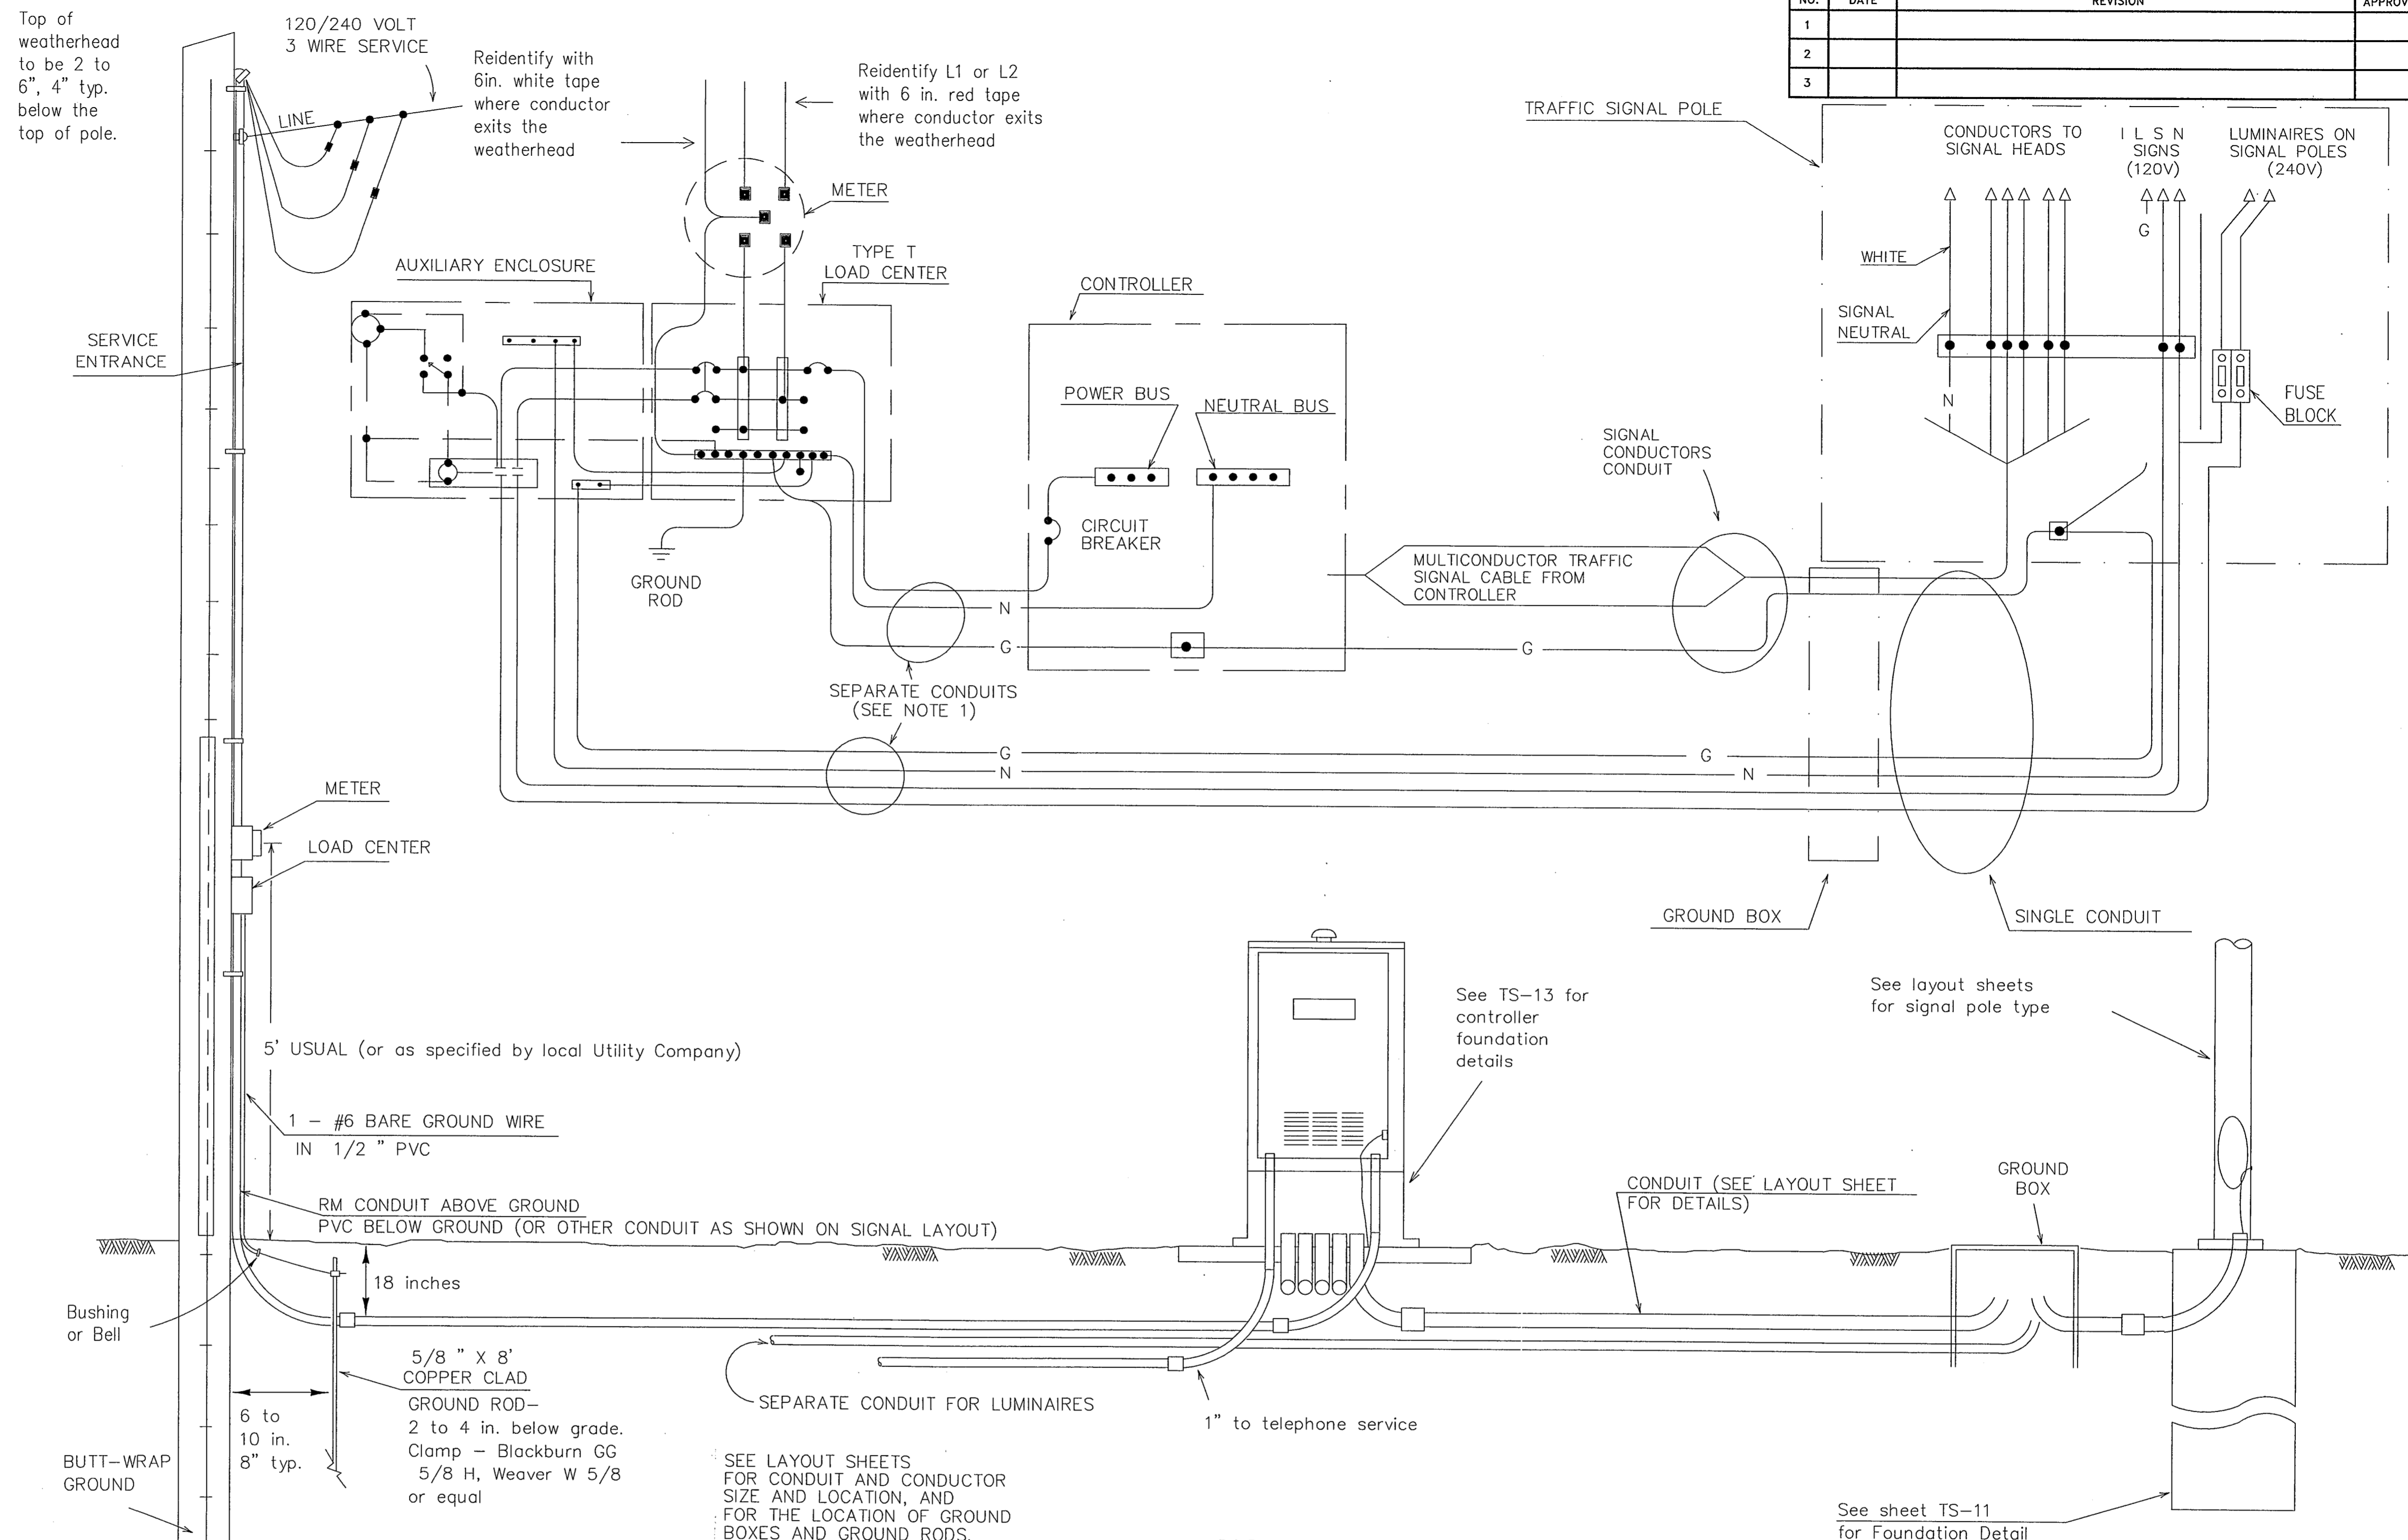 Top of
weatherhead
to be 2 to
6", 4" typ.
below the
top of pole.
120/240 VOLT
3 WIRE SERVICE
LINE
Reidentify with
6in. white tape
where conductor
exits the
weatherhead
Reidentify L1 or L2
with 6 in. red tape
where conductor exits
the weatherhead
NO.
DATE
REVISION
1
2
3
TRAFFIC SIGNAL POLE
CONDUCTORS TO
SIGNAL HEADS
I L S N
SIGNS
(120V)
LUMINAIRES ON
SIGNAL POLES
(240V)
METER
TYPE T
LOAD CENTER
AUXILIARY ENCLOSURE
CONTROLLER
WHITE
G
SIGNAL
NEUTRAL
SERVICE
ENTRANCE
POWER BUS
NEUTRAL BUS
N
FUSE
BLOCK
SIGNAL
CONDUCTORS
CONDUIT
CIRCUIT
BREAKER
GROUND
ROD
MULTICONDUCTOR TRAFFIC
SIGNAL CABLE FROM
CONTROLLER
N
G
G
SEPARATE CONDUITS
(SEE NOTE 1)
G
G
N
N
METER
LOAD CENTER
GROUND BOX
SINGLE CONDUIT
See TS-13 for
controller
foundation
details
See layout sheets
for signal pole type
5' USUAL (or as specified by local Utility Company)
1 - #6 BARE GROUND WIRE
IN 1/2 " PVC
RM CONDUIT ABOVE GROUND
PVC BELOW GROUND (OR OTHER CONDUIT AS SHOWN ON SIGNAL LAYOUT)
CONDUIT (SEE LAYOUT SHEET
FOR DETAILS)
GROUND
BOX
18 inches
Bushing
or Bell
5/8 " X 8'
COPPER CLAD
GROUND ROD-
2 to 4 in. below grade.
Clamp - Blackburn GG
5/8 H, Weaver W 5/8
or equal
6 to
10 in.
8" typ.
BUTT-WRAP
GROUND
SEPARATE CONDUIT FOR LUMINAIRES
1" to telephone service
SEE LAYOUT SHEETS
FOR CONDUIT AND CONDUCTOR
SIZE AND LOCATION, AND
FOR THE LOCATION OF GROUND
BOXES AND GROUND RODS.
See sheet TS-11
for Foundation Detail